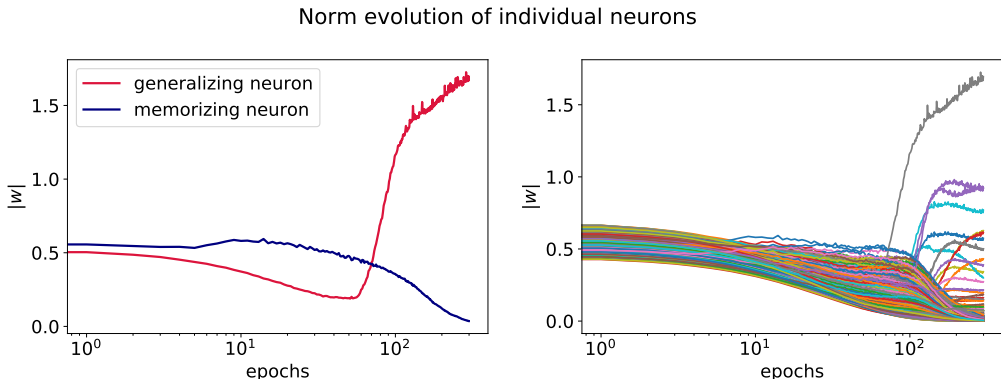 Norm evolution of individual neurons
generalizing neuron
memorizing neuron
|w|
1.5
1.0
0.5
0.0
10⁰
10¹
10²
epochs
|w|
1.5
1.0
0.5
0.0
10⁰
10¹
10²
epochs